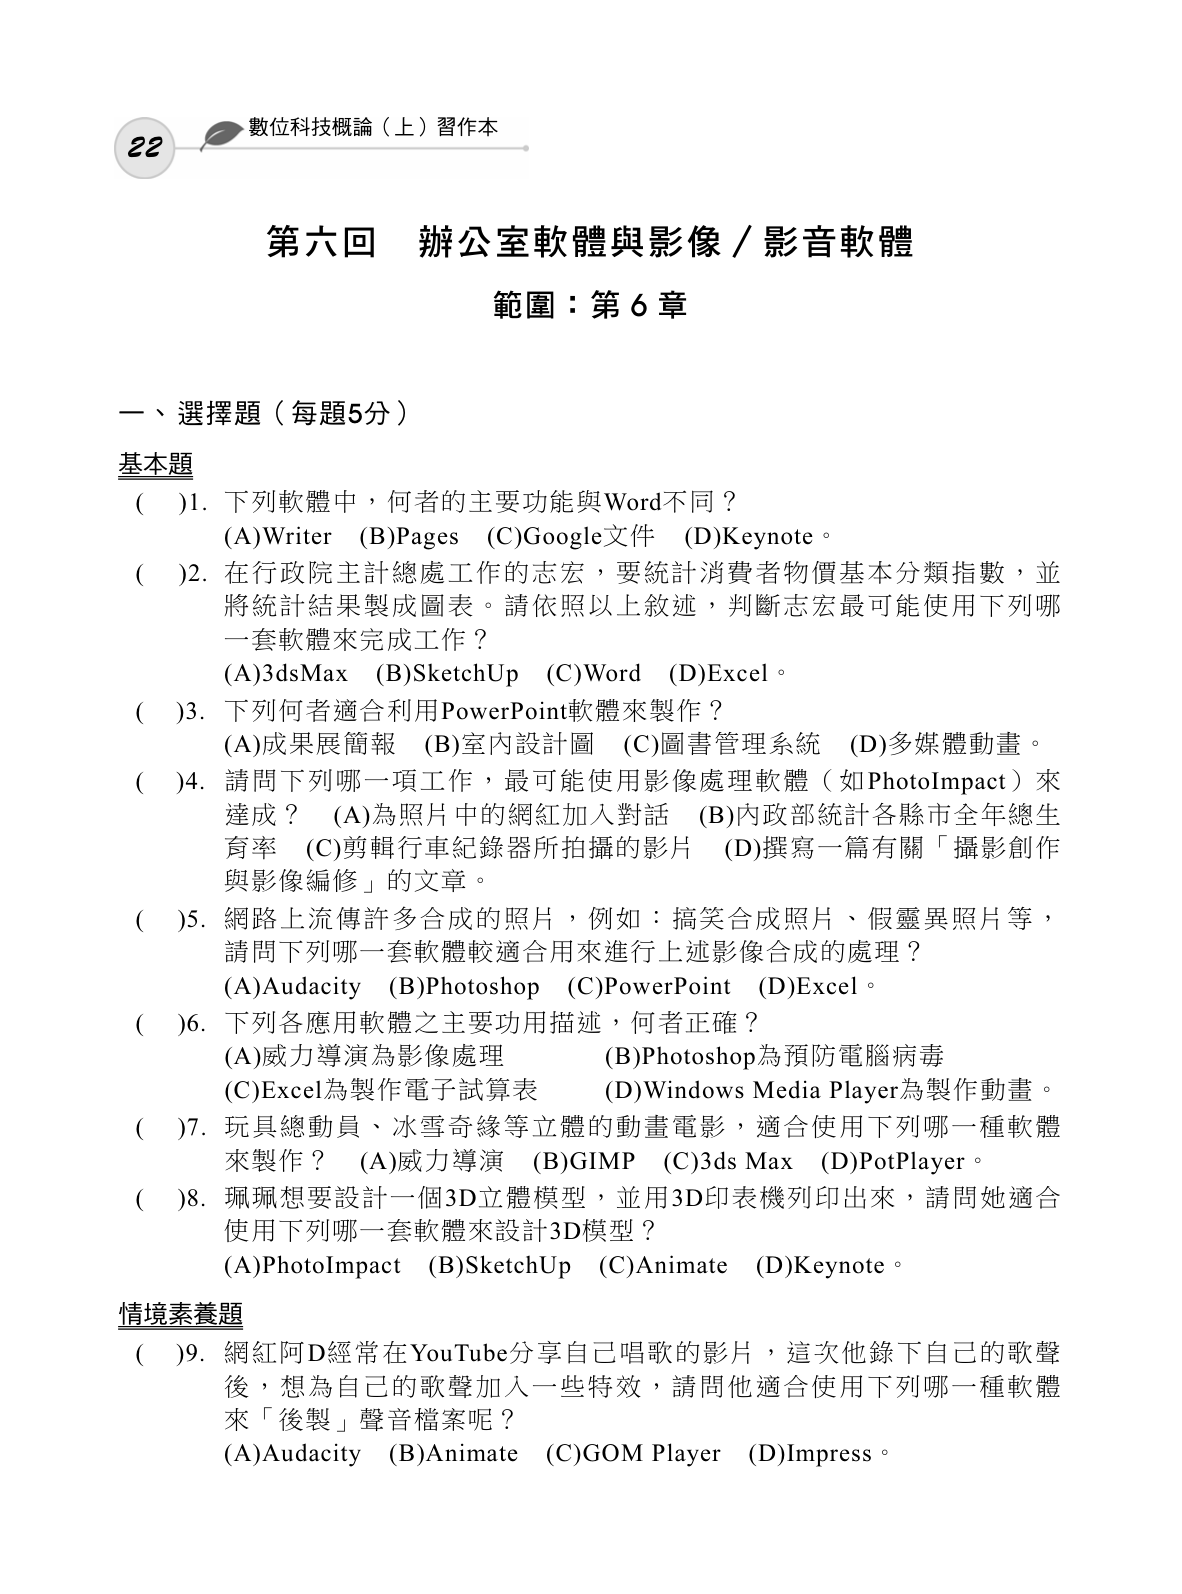 22
數位科技概論（上）習作本
第六回　辦公室軟體與影像／影音軟體
範圍：第 6 章
一、選擇題（每題5分）
基本題
(　)1. 下列軟體中，何者的主要功能與Word不同？
(A)Writer　(B)Pages　(C)Google文件　(D)Keynote。
(　)2. 在行政院主計總處工作的志宏，要統計消費者物價基本分類指數，並
將統計結果製成圖表。請依照以上敘述，判斷志宏最可能使用下列哪
一套軟體來完成工作？
(A)3dsMax　(B)SketchUp　(C)Word　(D)Excel。
(　)3. 下列何者適合利用PowerPoint軟體來製作？
(A)成果展簡報　(B)室內設計圖　(C)圖書管理系統　(D)多媒體動畫。
(　)4. 請問下列哪一項工作，最可能使用影像處理軟體（如PhotoImpact）來
達成？　(A)為照片中的網紅加入對話　(B)內政部統計各縣市全年總生
育率　(C)剪輯行車紀錄器所拍攝的影片　(D)撰寫一篇有關「攝影創作
與影像編修」的文章。
(　)5. 網路上流傳許多合成的照片，例如：搞笑合成照片、假靈異照片等，
請問下列哪一套軟體較適合用來進行上述影像合成的處理？
(A)Audacity　(B)Photoshop　(C)PowerPoint　(D)Excel。
(　)6. 下列各應用軟體之主要功用描述，何者正確？
(A)威力導演為影像處理　(B)Photoshop為預防電腦病毒
(C)Excel為製作電子試算表　(D)Windows Media Player為製作動畫。
(　)7. 玩具總動員、冰雪奇緣等立體的動畫電影，適合使用下列哪一種軟體
來製作？　(A)威力導演　(B)GIMP　(C)3ds Max　(D)PotPlayer。
(　)8. 珮珮想要設計一個3D立體模型，並用3D印表機列印出來，請問她適合
使用下列哪一套軟體來設計3D模型？
(A)PhotoImpact　(B)SketchUp　(C)Animate　(D)Keynote。
情境素養題
(　)9. 網紅阿D經常在YouTube分享自己唱歌的影片，這次他錄下自己的歌聲
後，想為自己的歌聲加入一些特效，請問他適合使用下列哪一種軟體
來「後製」聲音檔案呢？
(A)Audacity　(B)Animate　(C)GOM Player　(D)Impress。